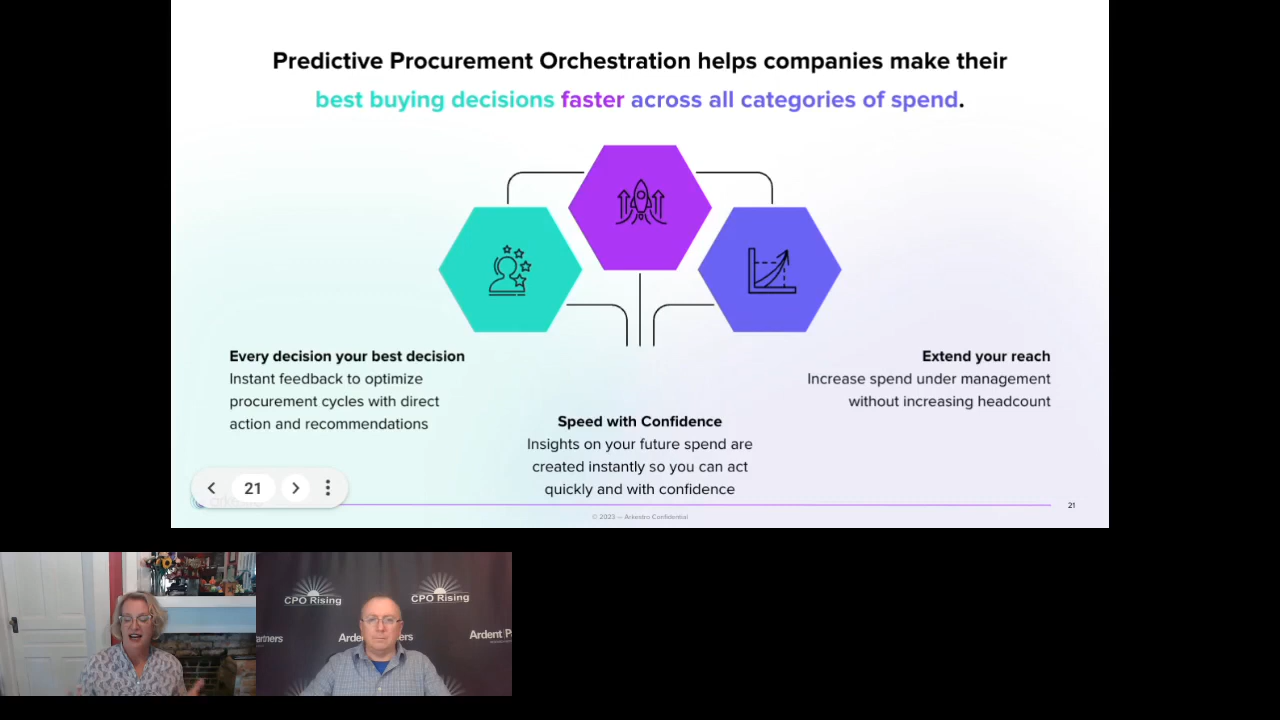 Predictive Procurement Orchestration helps companies make their
best buying decisions faster across all categories of spend.
Every decision your best decision
Instant feedback to optimize
procurement cycles with direct
action and recommendations
Speed with Confidence
Insights on your future spend are
created instantly so you can act
quickly and with confidence
Extend your reach
Increase spend under management
without increasing headcount
21
© 2023 — Arkestro Confidential
21
CPO Rising
CPO Rising
artners
Arde
ers
Ardent P